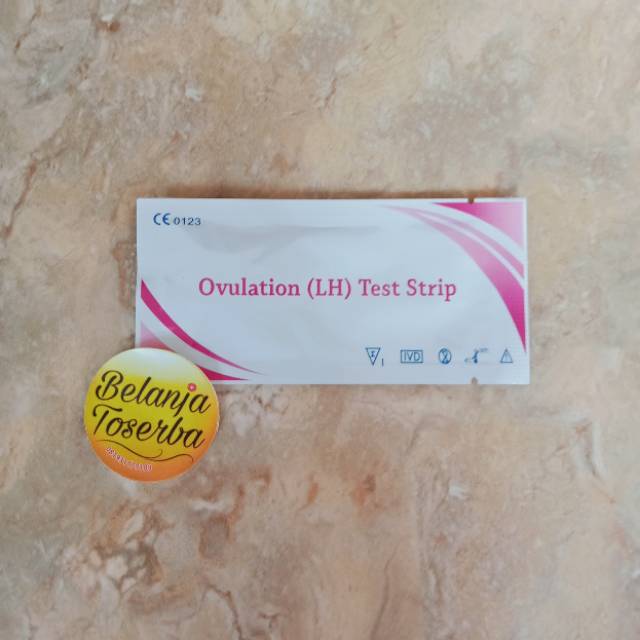 CE 0123
Ovulation (LH) Test Strip
IVD
Belanja
Toserba